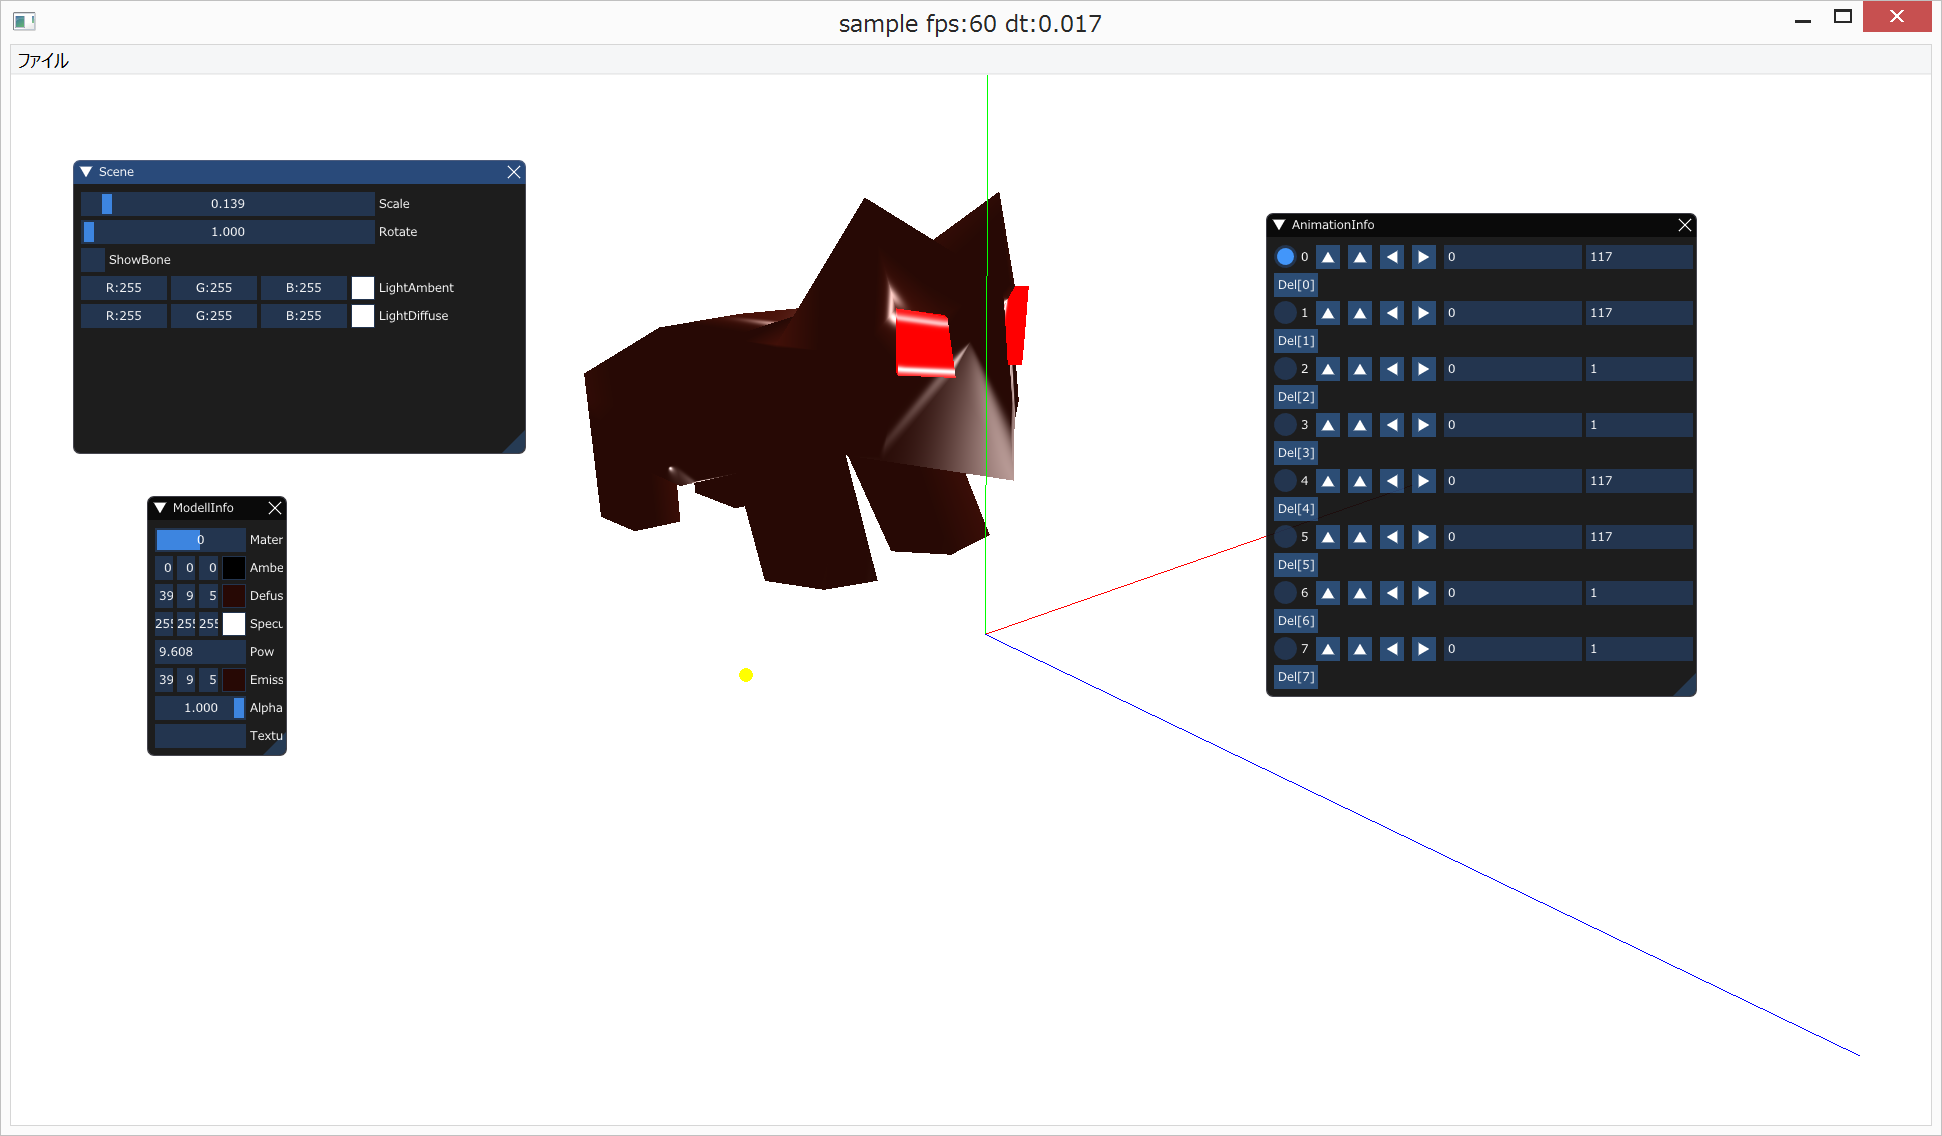 sample fps:60 dt:0.017
ファイル
Scene
0.139 Scale
1.000 Rotate
ShowBone
R:255 G:255 B:255 LightAmbent
R:255 G:255 B:255 LightDiffuse
ModelInfo
0 Mater
0 0 0 Ambe
39 9 5 Defus
255 255 255 Specu
9.608 Pow
39 9 5 Emiss
1.000 Alpha
Textu
AnimationInfo
0 0 117
Del[0]
1 0 117
Del[1]
2 0 1
Del[2]
3 0 1
Del[3]
4 0 117
Del[4]
5 0 117
Del[5]
6 0 1
Del[6]
7 0 1
Del[7]